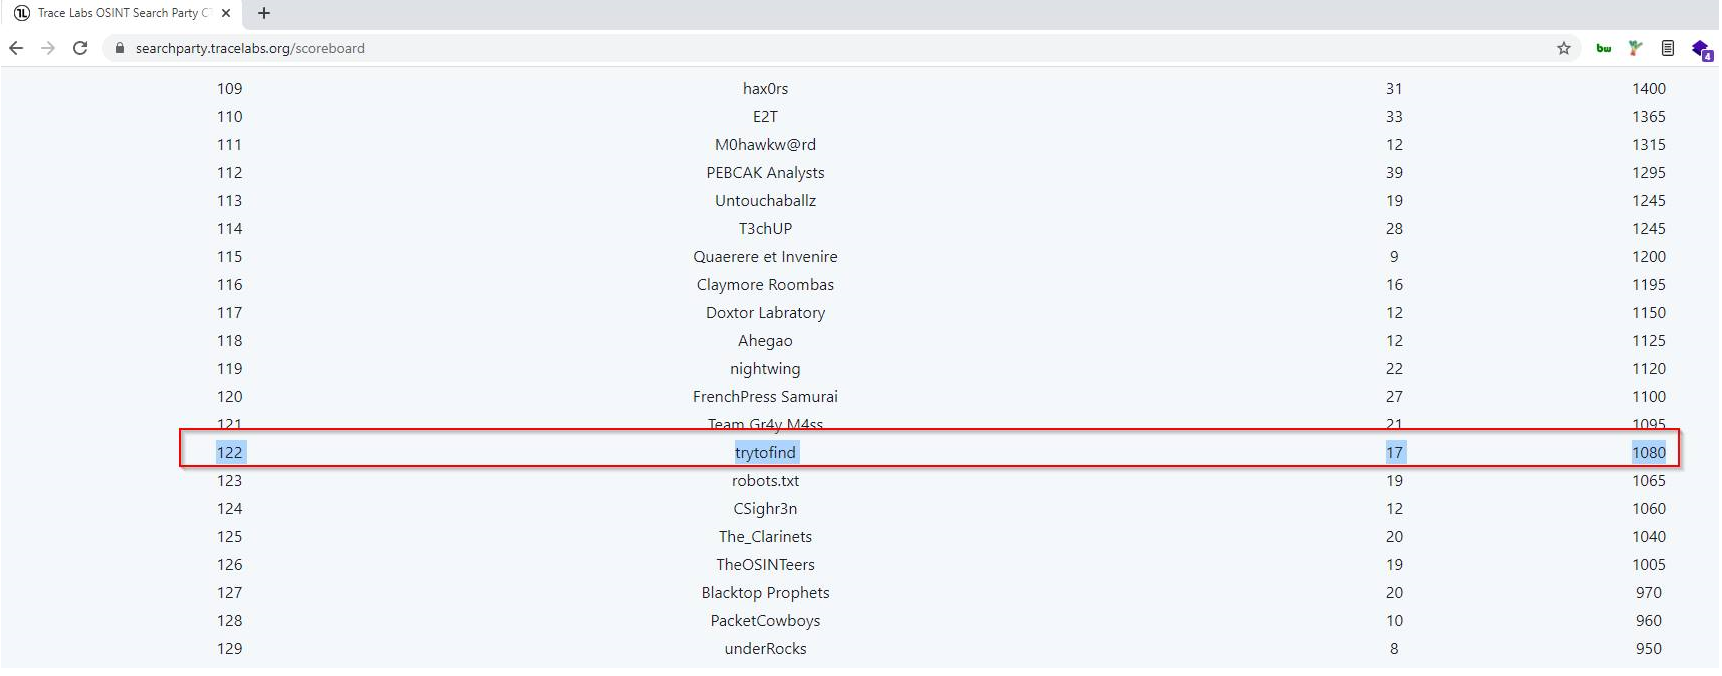 Trace Labs OSINT Search Party C
searchparty.tracelabs.org/scoreboard
bw
4
109 hax0rs 31 1400
110 E2T 33 1365
111 M0hawkw@rd 12 1315
112 PEBCAK Analysts 39 1295
113 Untouchaballz 19 1245
114 T3chUP 28 1245
115 Quaerere et Invenire 9 1200
116 Claymore Roombas 16 1195
117 Doxtor Labratory 12 1150
118 Ahegao 12 1125
119 nightwing 22 1120
120 FrenchPress Samurai 27 1100
121 Team Gr4y M4ss 21 1095
122 trytofind 17 1080
123 robots.txt 19 1065
124 CSighr3n 12 1060
125 The_Clarinets 20 1040
126 TheOSINTeers 19 1005
127 Blacktop Prophets 20 970
128 PacketCowboys 10 960
129 underRocks 8 950